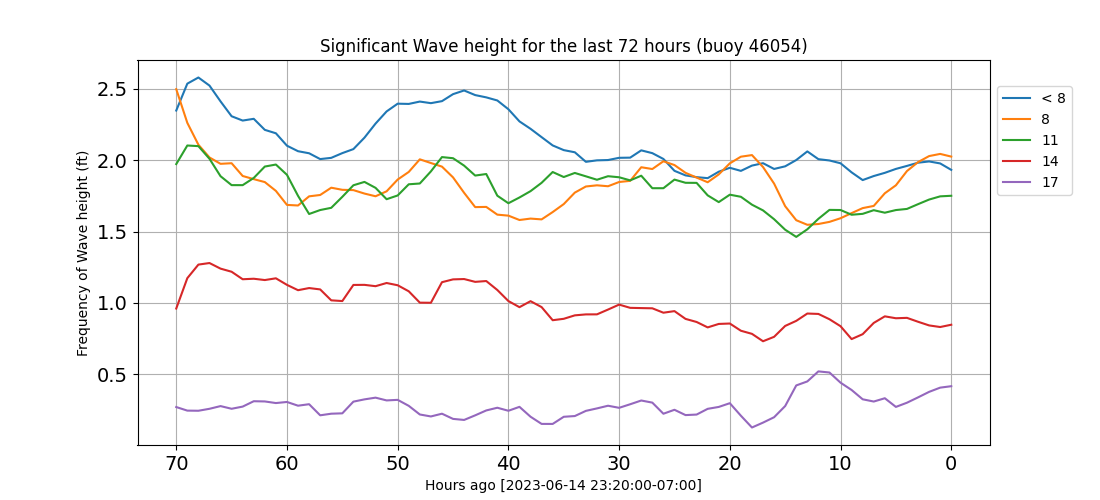 Significant Wave height for the last 72 hours (buoy 46054)
Frequency of Wave height (ft)
2.5
2.0
1.5
1.0
0.5
70 60 50 40 30 20 10 0
Hours ago [2023-06-14 23:20:00-07:00]
< 8
8
11
14
17